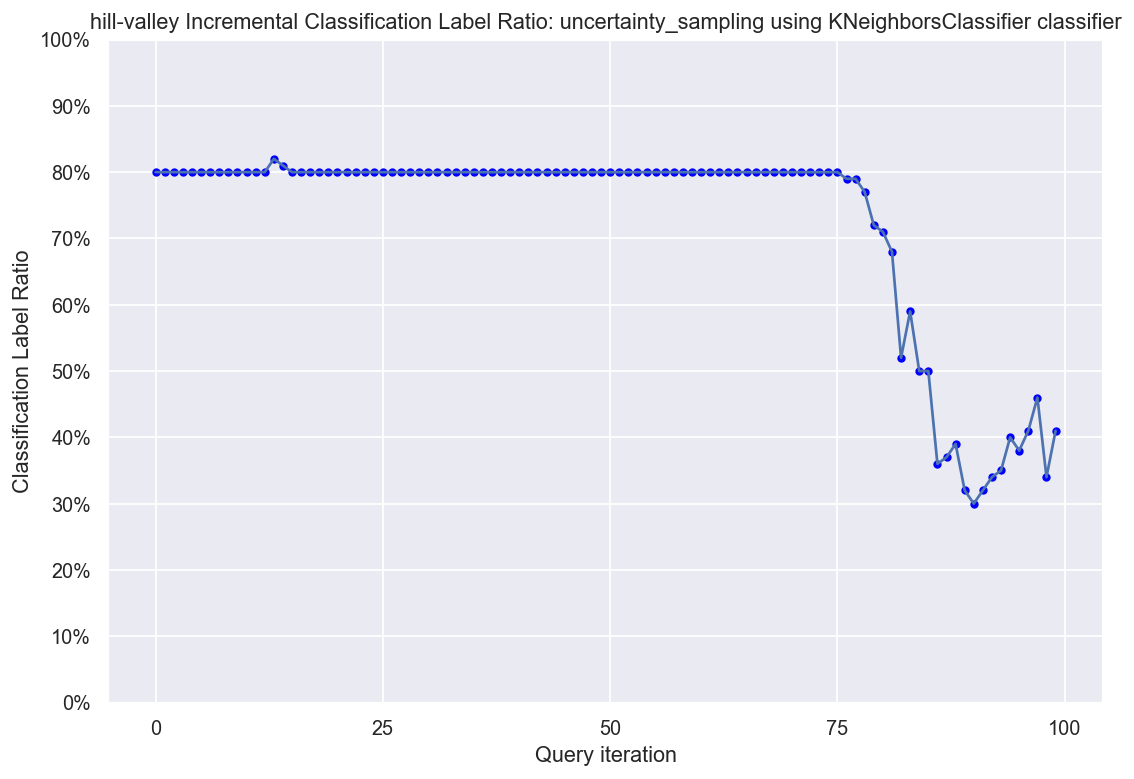 hill-valley Incremental Classification Label Ratio: uncertainty_sampling using KNeighborsClassifier classifier
100%
90%
80%
70%
60%
50%
40%
30%
20%
10%
0%
Classification Label Ratio
0 25 50 75 100
Query iteration